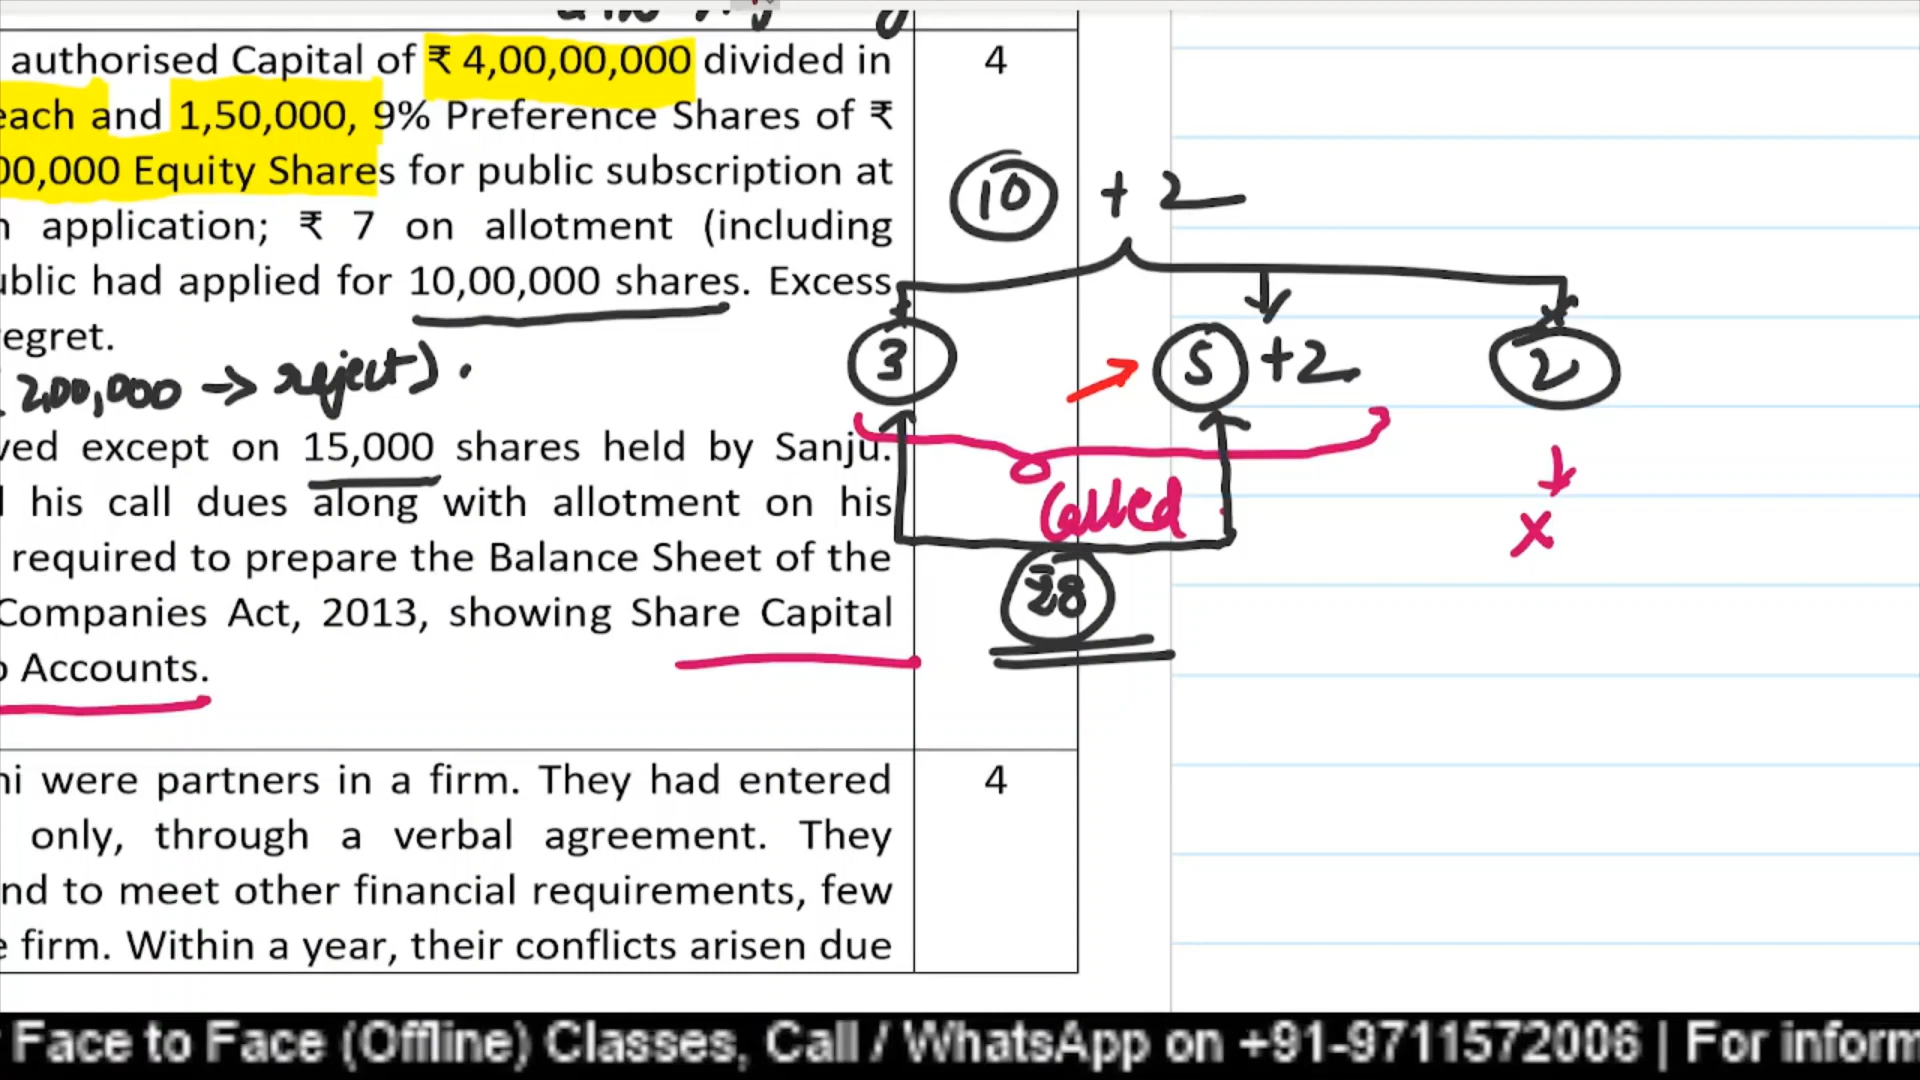 authorised Capital of ₹ 4,00,00,000 divided in
4
each and 1,50,000, 9% Preference Shares of ₹
00,000 Equity Shares for public subscription at
10 + 2
application; ₹ 7 on allotment (including
ublic had applied for 10,00,000 shares. Excess
egret.
3
5 +2
2
2,00,000 → reject).
ved except on 15,000 shares held by Sanju.
his call dues along with allotment on his
Called
x
required to prepare the Balance Sheet of the
₹8
Companies Act, 2013, showing Share Capital
o Accounts.
ni were partners in a firm. They had entered
4
only, through a verbal agreement. They
nd to meet other financial requirements, few
e firm. Within a year, their conflicts arisen due
Face to Face (Offline) Classes, Call / WhatsApp on +91-9711572006 | For inform